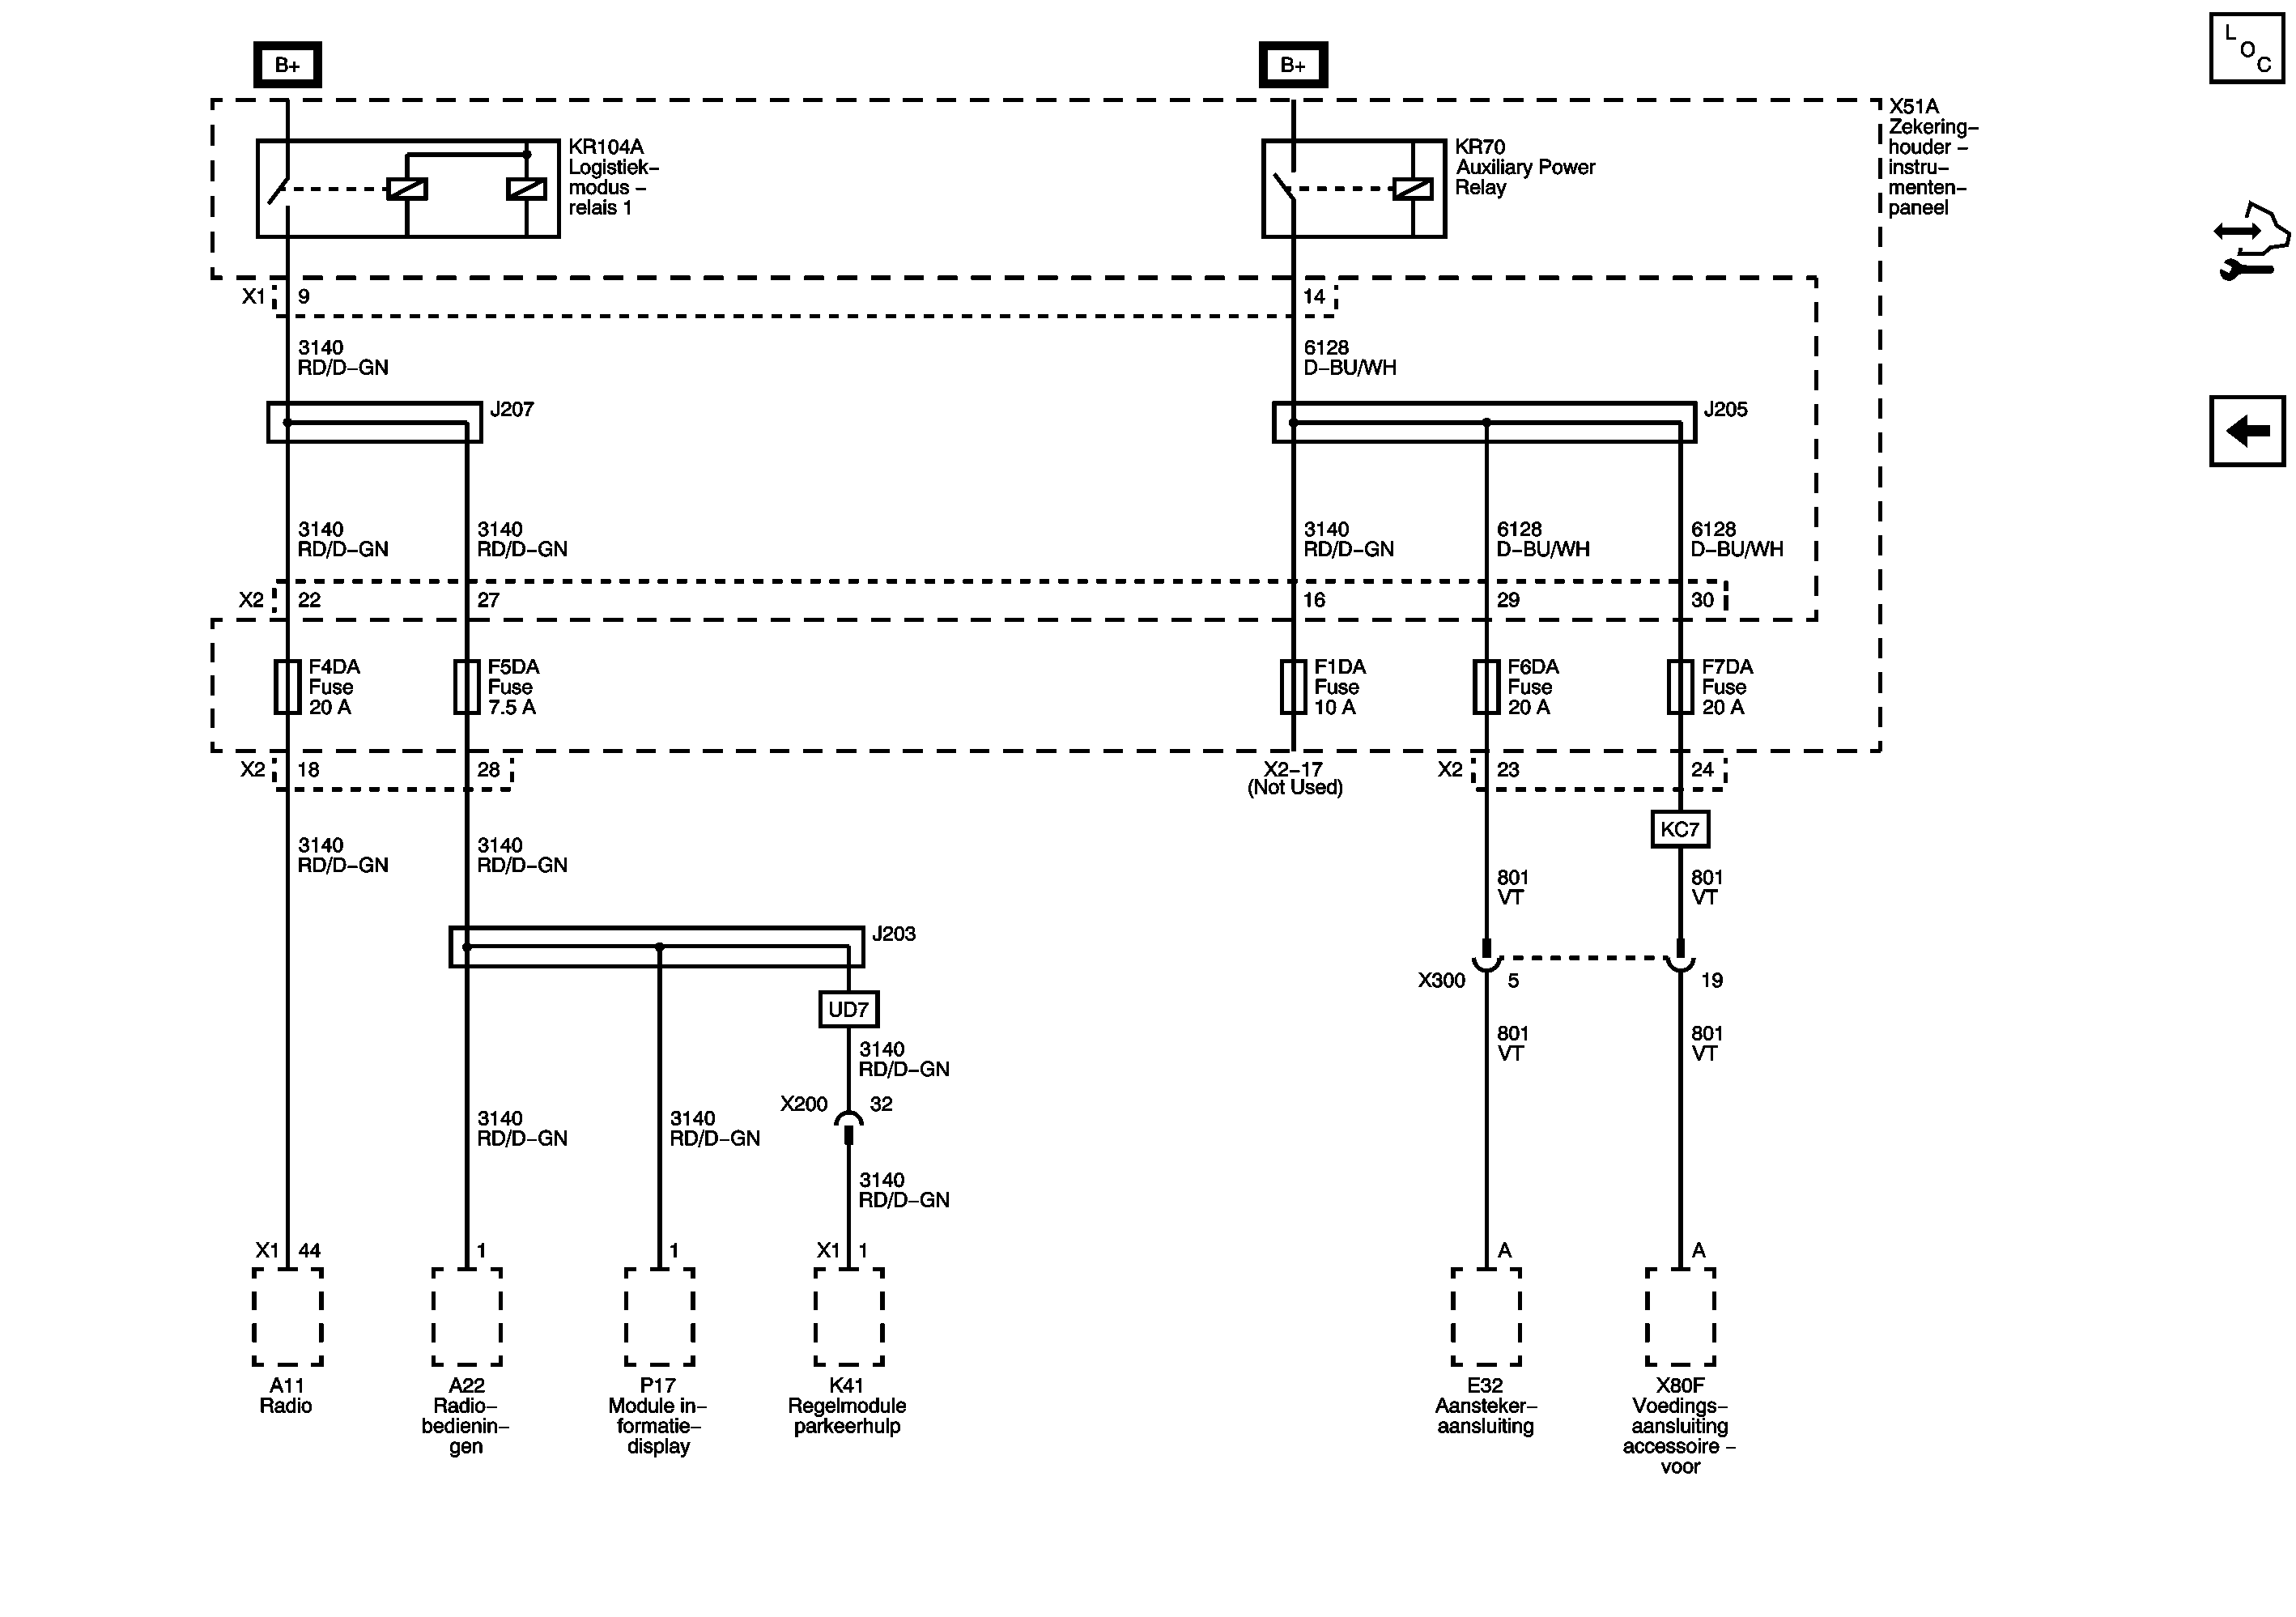 B+
B+
L
O
C
X51A
Zekering–
houder –
instru–
menten–
paneel
KR104A
Logistiek–
modus –
relais 1
KR70
Auxiliary Power
Relay
X1 9
14
3140
RD/D–GN
6128
D–BU/WH
J207
J205
3140
RD/D–GN
3140
RD/D–GN
3140
RD/D–GN
6128
D–BU/WH
6128
D–BU/WH
X2 22 27 16 29 30
F4DA
Fuse
20 A
F5DA
Fuse
7.5 A
F1DA
Fuse
10 A
F6DA
Fuse
20 A
F7DA
Fuse
20 A
X2 18 28
X2–17
(Not Used)
X2 23 24
KC7
3140
RD/D–GN
3140
RD/D–GN
801
VT
801
VT
J203
X300 5 19
UD7
3140
RD/D–GN
801
VT
801
VT
X200 32
3140
RD/D–GN
3140
RD/D–GN
3140
RD/D–GN
X1 44
1
1
X1 1
A
A
A11
Radio
A22
Radio–
bedienin–
gen
P17
Module in–
formatie–
display
K41
Regelmodule
parkeerhulp
E32
Aansteker–
aansluiting
X80F
Voedings–
aansluiting
accessoire –
voor